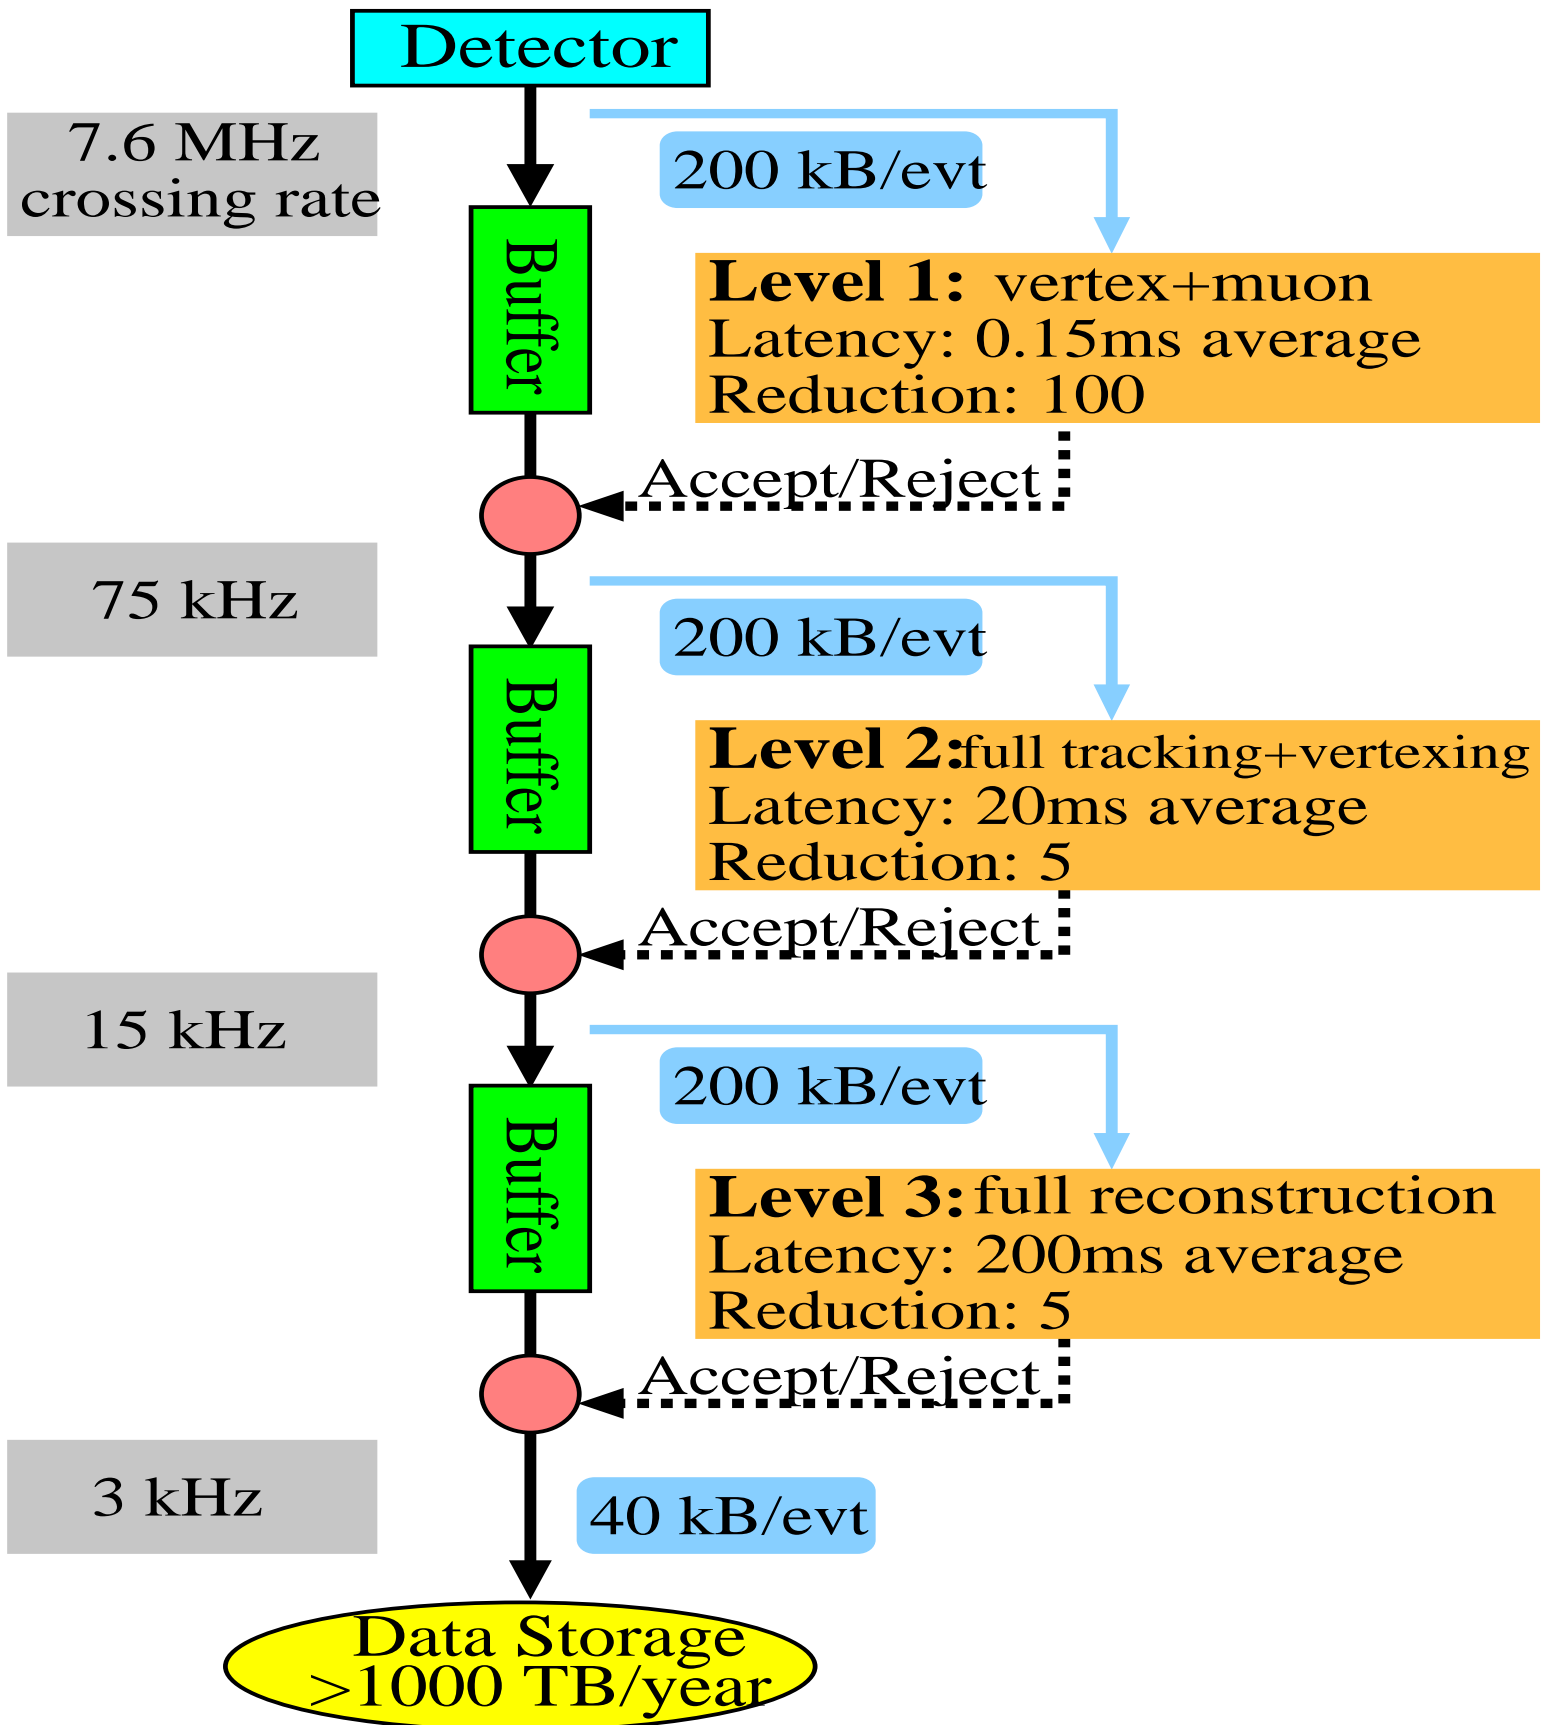 Detector
7.6 MHz
crossing rate
200 kB/evt
Buffer
Level 1: vertex+muon
Latency: 0.15ms average
Reduction: 100
Accept/Reject
75 kHz
200 kB/evt
Buffer
Level 2:full tracking+vertexing
Latency: 20ms average
Reduction: 5
Accept/Reject
15 kHz
200 kB/evt
Buffer
Level 3:full reconstruction
Latency: 200ms average
Reduction: 5
Accept/Reject
3 kHz
40 kB/evt
Data Storage
>1000 TB/year